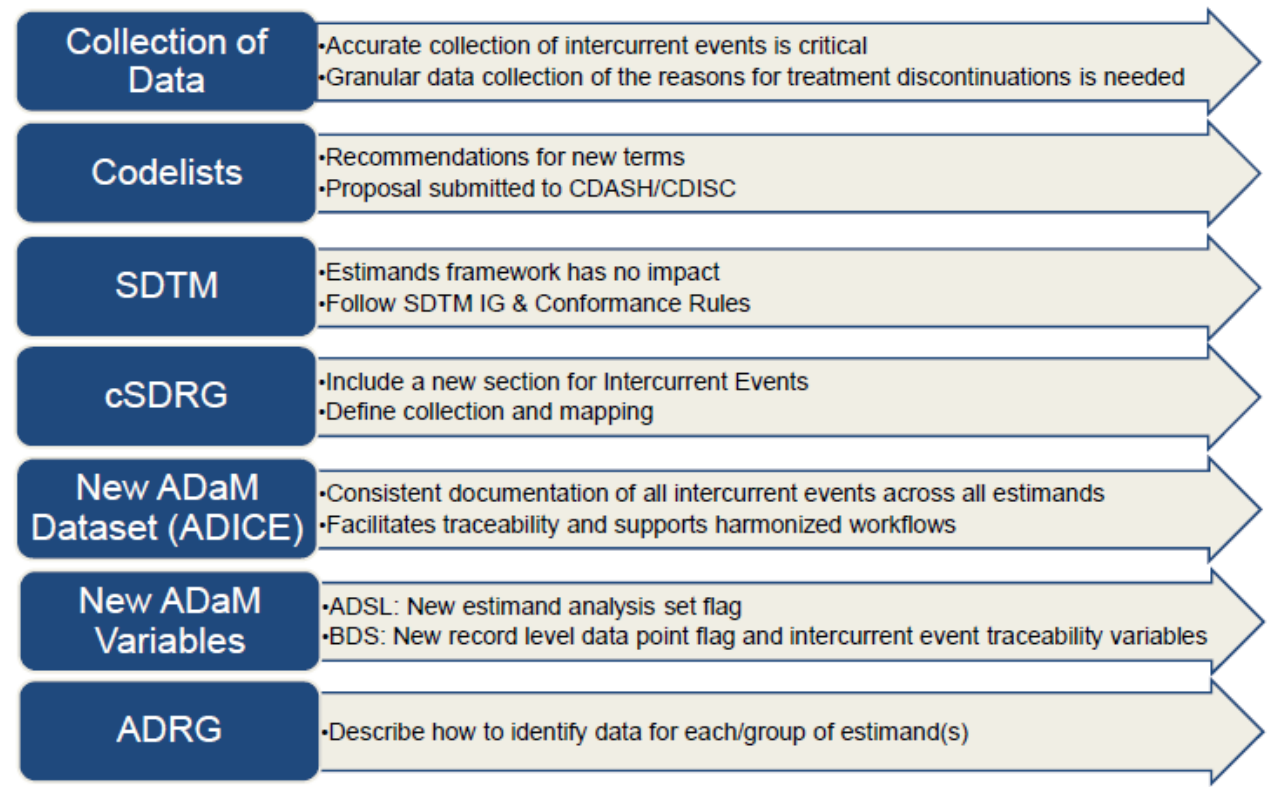 Collection of
Data
•Accurate collection of intercurrent events is critical
•Granular data collection of the reasons for treatment discontinuations is needed
Codelists
•Recommendations for new terms
•Proposal submitted to CDASH/CDISC
SDTM
•Estimands framework has no impact
•Follow SDTM IG & Conformance Rules
cSDRG
•Include a new section for Intercurrent Events
•Define collection and mapping
New ADaM
Dataset (ADICE)
•Consistent documentation of all intercurrent events across all estimands
•Facilitates traceability and supports harmonized workflows
New ADaM
Variables
•ADSL: New estimand analysis set flag
•BDS: New record level data point flag and intercurrent event traceability variables
ADRG
•Describe how to identify data for each/group of estimand(s)